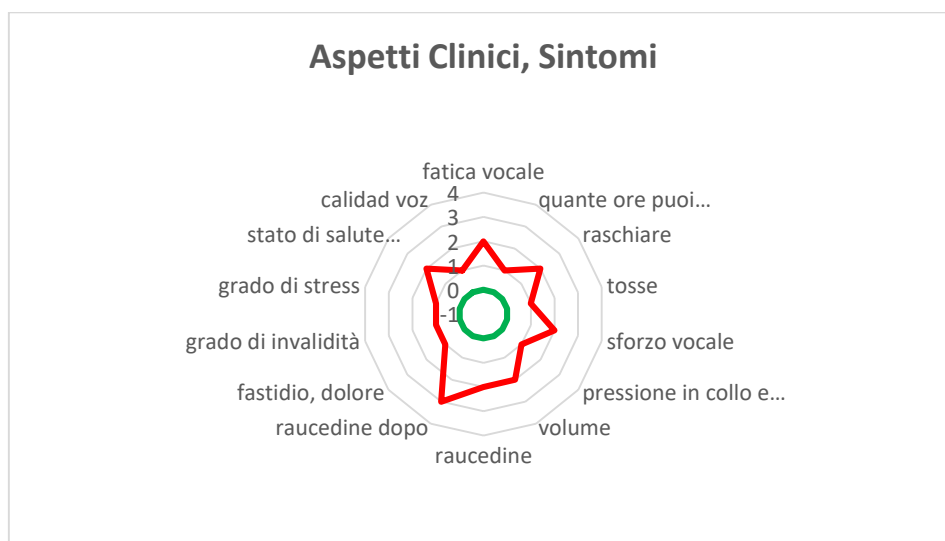 Aspetti Clinici, Sintomi
fatica vocale
quante ore puoi…
raschiare
tosse
sforzo vocale
pressione in collo e…
volume
raucedine
raucedine dopo
fastidio, dolore
grado di invalidità
grado di stress
stato di salute…
calidad voz
4
3
2
1
0
-1